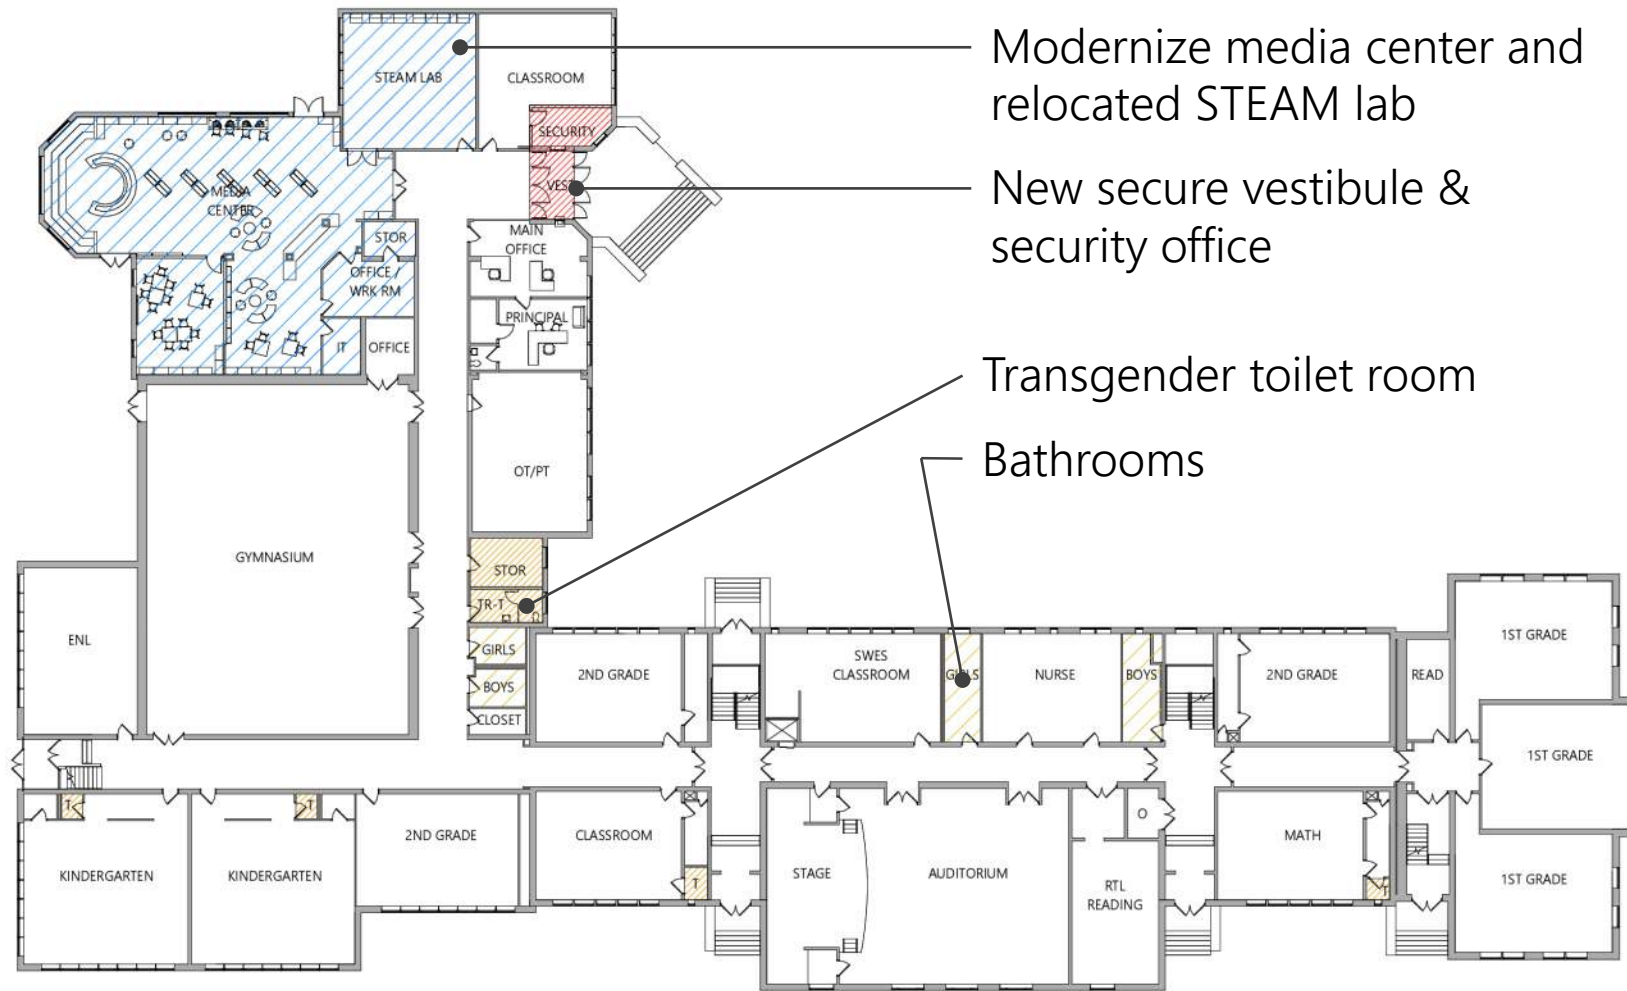 Modernize media center and
relocated STEAM lab
New secure vestibule &
security office
Transgender toilet room
Bathrooms
STEAM LAB
CLASSROOM
SECURITY
VEST
MEDIA
CENTER
STOR
OFFICE /
WRK RM
IT
OFFICE
MAIN
OFFICE
PRINCIPAL
OT/PT
GYMNASIUM
STOR
TR-T
GIRLS
BOYS
CLOSET
ENL
2ND GRADE
SWES
CLASSROOM
GIRLS
NURSE
BOYS
2ND GRADE
READ
1ST GRADE
1ST GRADE
1ST GRADE
T
T
KINDERGARTEN
KINDERGARTEN
2ND GRADE
CLASSROOM
T
STAGE
AUDITORIUM
O
RTL
READING
MATH
T